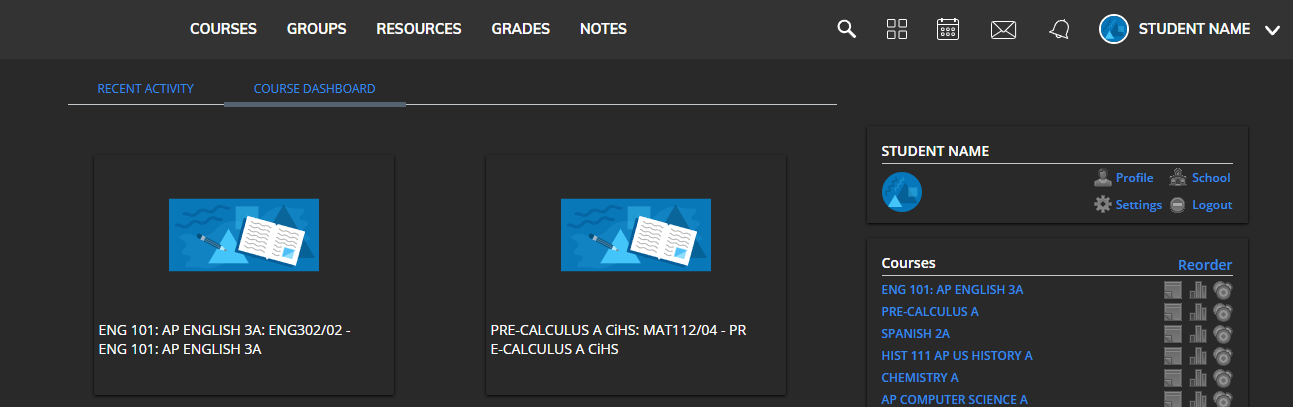 COURSES GROUPS RESOURCES GRADES NOTES STUDENT NAME
RECENT ACTIVITY COURSE DASHBOARD
ENG 101: AP ENGLISH 3A: ENG302/02 -
ENG 101: AP ENGLISH 3A
PRE-CALCULUS A CiHS: MAT112/04 - PR
E-CALCULUS A CiHS
STUDENT NAME
Profile School
Settings Logout
Courses Reorder
ENG 101: AP ENGLISH 3A
PRE-CALCULUS A
SPANISH 2A
HIST 111 AP US HISTORY A
CHEMISTRY A
AP COMPUTER SCIENCE A